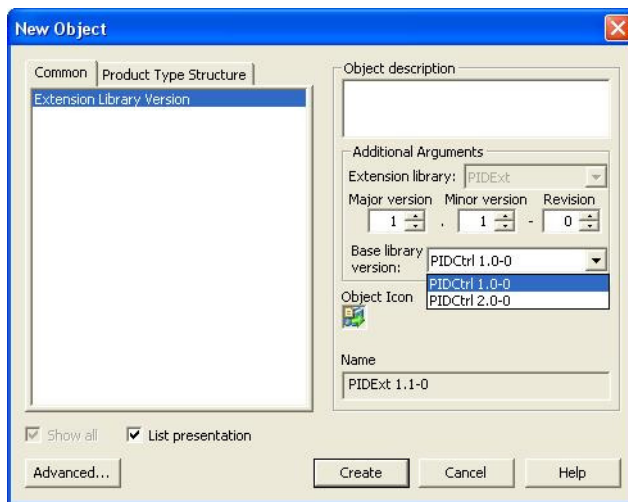 New Object
Common
Product Type Structure
Extension Library Version
Object description
Additional Arguments
Extension library: PIDExt
Major version Minor version Revision
1 . 1 - 0
Base library version: PIDCtrl 1.0-0
PIDCtrl 1.0-0
PIDCtrl 2.0-0
Object Icon
Name
PIDExt 1.1-0
Show all
List presentation
Advanced...
Create
Cancel
Help